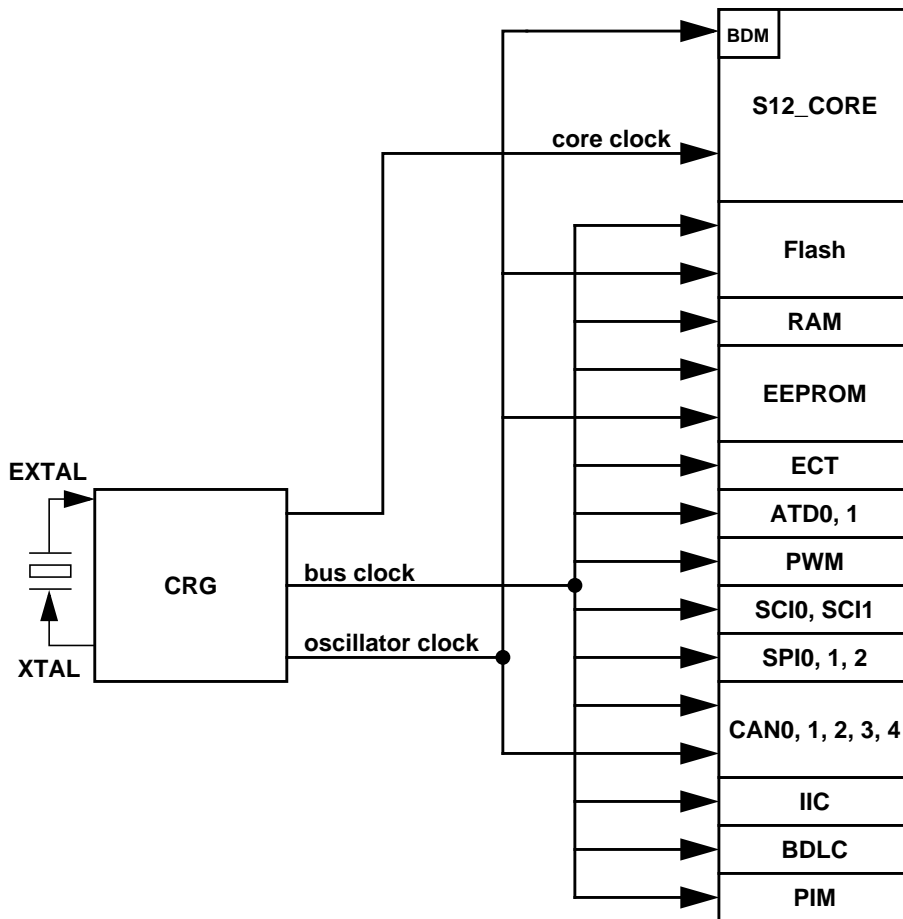 BDM
S12_CORE
core clock
Flash
RAM
EEPROM
EXTAL
ECT
ATD0, 1
PWM
CRG
bus clock
SCI0, SCI1
oscillator clock
XTAL
SPI0, 1, 2
CAN0, 1, 2, 3, 4
IIC
BDLC
PIM